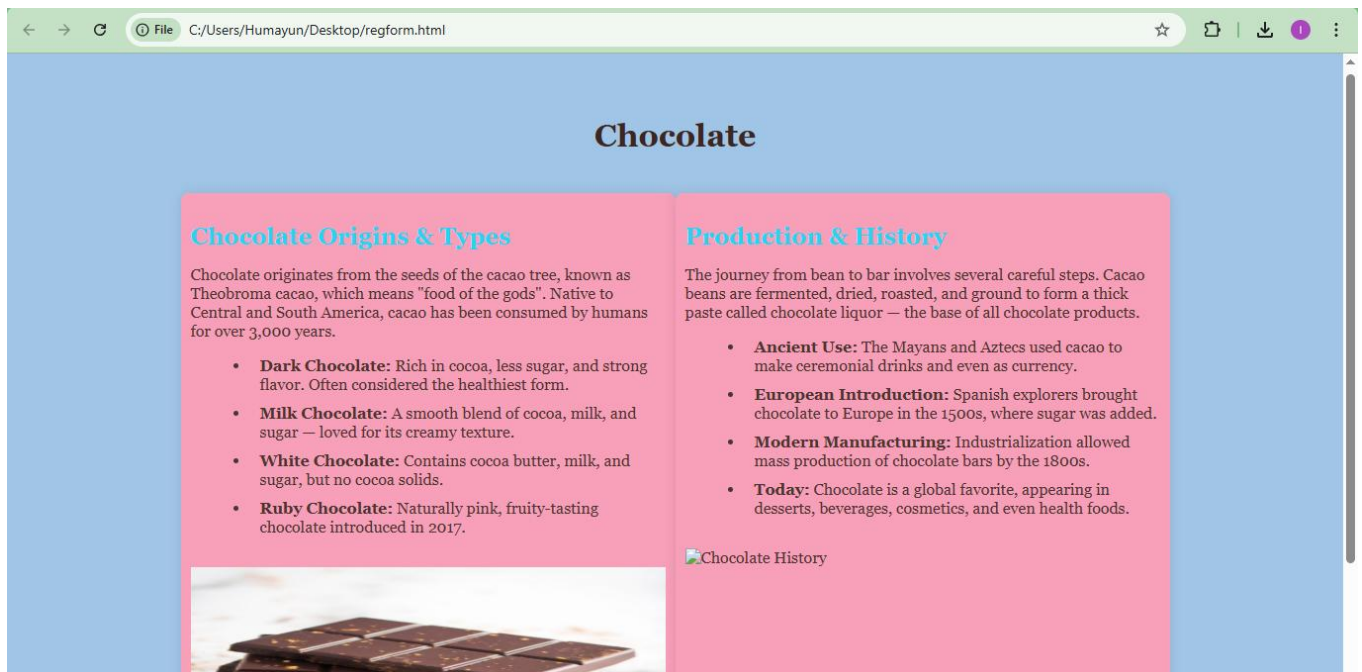 File C:/Users/Humayun/Desktop/regform.html
I
Chocolate
Chocolate Origins & Types
Chocolate originates from the seeds of the cacao tree, known as
Theobroma cacao, which means "food of the gods". Native to
Central and South America, cacao has been consumed by humans
for over 3,000 years.
• Dark Chocolate: Rich in cocoa, less sugar, and strong
flavor. Often considered the healthiest form.
• Milk Chocolate: A smooth blend of cocoa, milk, and
sugar — loved for its creamy texture.
• White Chocolate: Contains cocoa butter, milk, and
sugar, but no cocoa solids.
• Ruby Chocolate: Naturally pink, fruity-tasting
chocolate introduced in 2017.
Production & History
The journey from bean to bar involves several careful steps. Cacao
beans are fermented, dried, roasted, and ground to form a thick
paste called chocolate liquor — the base of all chocolate products.
• Ancient Use: The Mayans and Aztecs used cacao to
make ceremonial drinks and even as currency.
• European Introduction: Spanish explorers brought
chocolate to Europe in the 1500s, where sugar was added.
• Modern Manufacturing: Industrialization allowed
mass production of chocolate bars by the 1800s.
• Today: Chocolate is a global favorite, appearing in
desserts, beverages, cosmetics, and even health foods.
Chocolate History